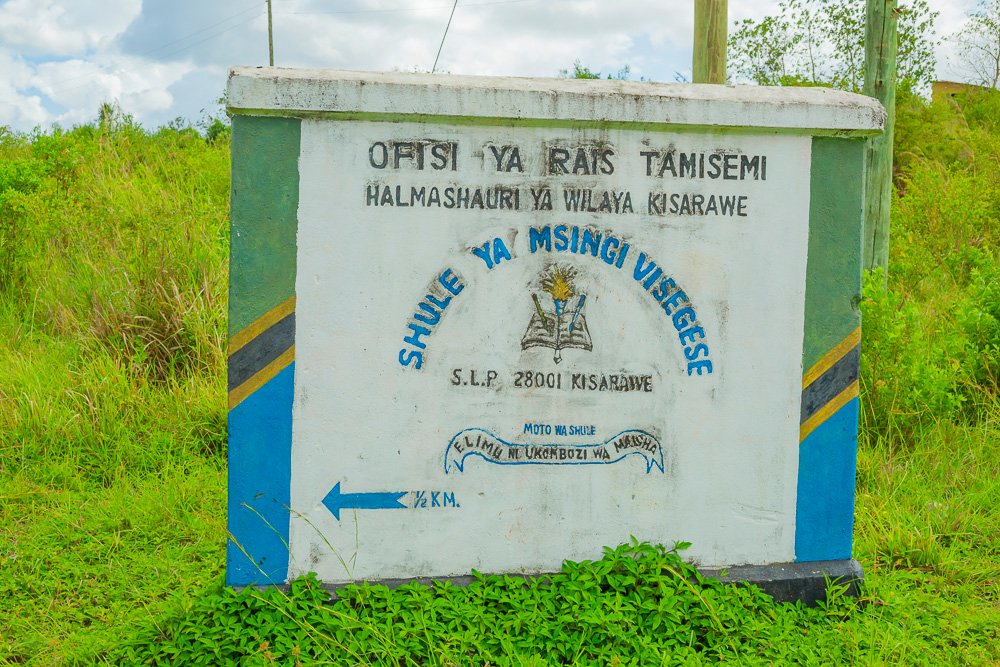 OFISI YA RAIS TAMISEMI
HALMASHAURI YA WILAYA KISARAWE
SHULE YA MSINGI VISEGESE
S.L.P. 28001 KISARAWE
MOTO WA SHULE
ELIMU NI UKOMBOZI WA MAISHA
½ KM.